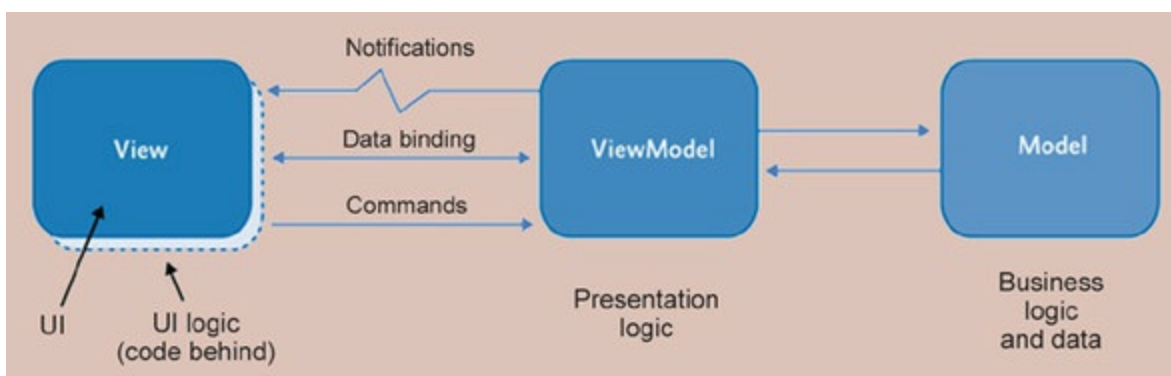 Notifications
View
Data binding
ViewModel
Model
Commands
UI
UI logic
(code behind)
Presentation
logic
Business
logic
and data